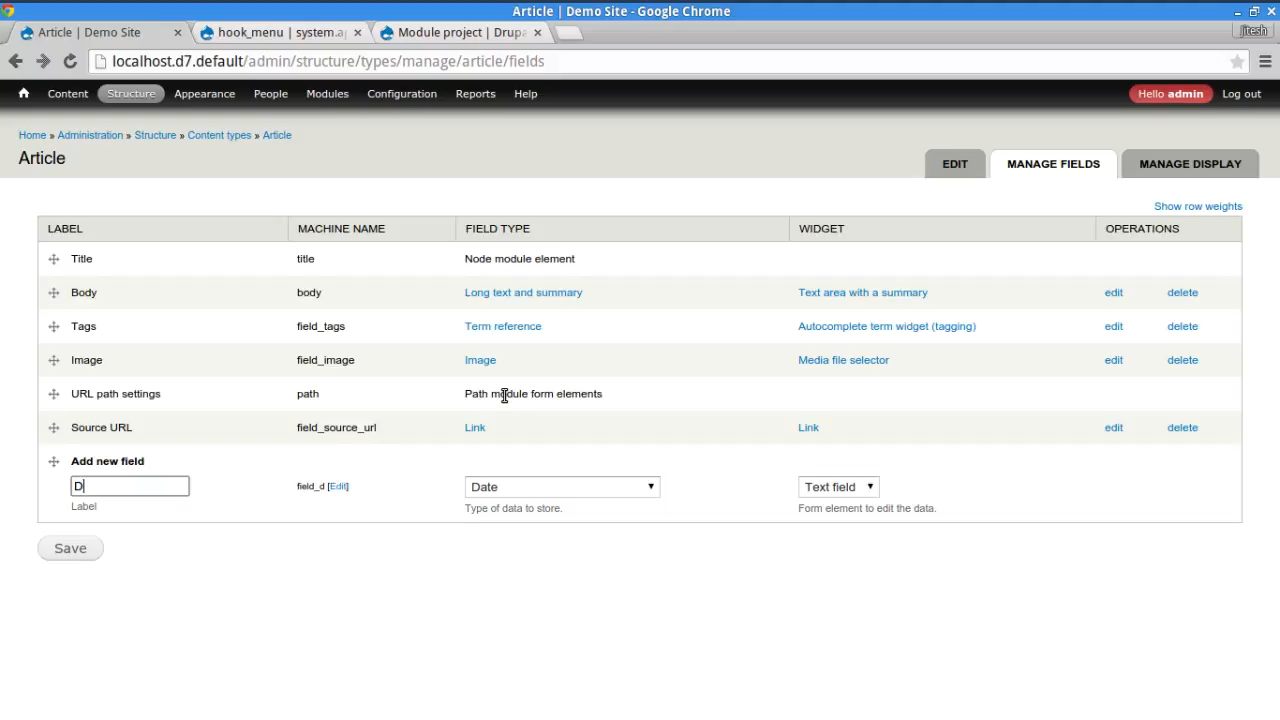 Article | Demo Site - Google Chrome
Article | Demo Site
hook_menu | system.ap
Module project | Drupa
jitesh
localhost.d7.default/admin/structure/types/manage/article/fields
Content Structure Appearance People Modules Configuration Reports Help
Hello admin Log out
Home » Administration » Structure » Content types » Article
Article
EDIT MANAGE FIELDS MANAGE DISPLAY
Show row weights
LABEL MACHINE NAME FIELD TYPE WIDGET OPERATIONS
Title title Node module element
Body body Long text and summary Text area with a summary edit delete
Tags field_tags Term reference Autocomplete term widget (tagging) edit delete
Image field_image Image Media file selector edit delete
URL path settings path Path module form elements
Source URL field_source_url Link Link edit delete
Add new field
D field_d [Edit] Date Text field
Label Type of data to store. Form element to edit the data.
Save